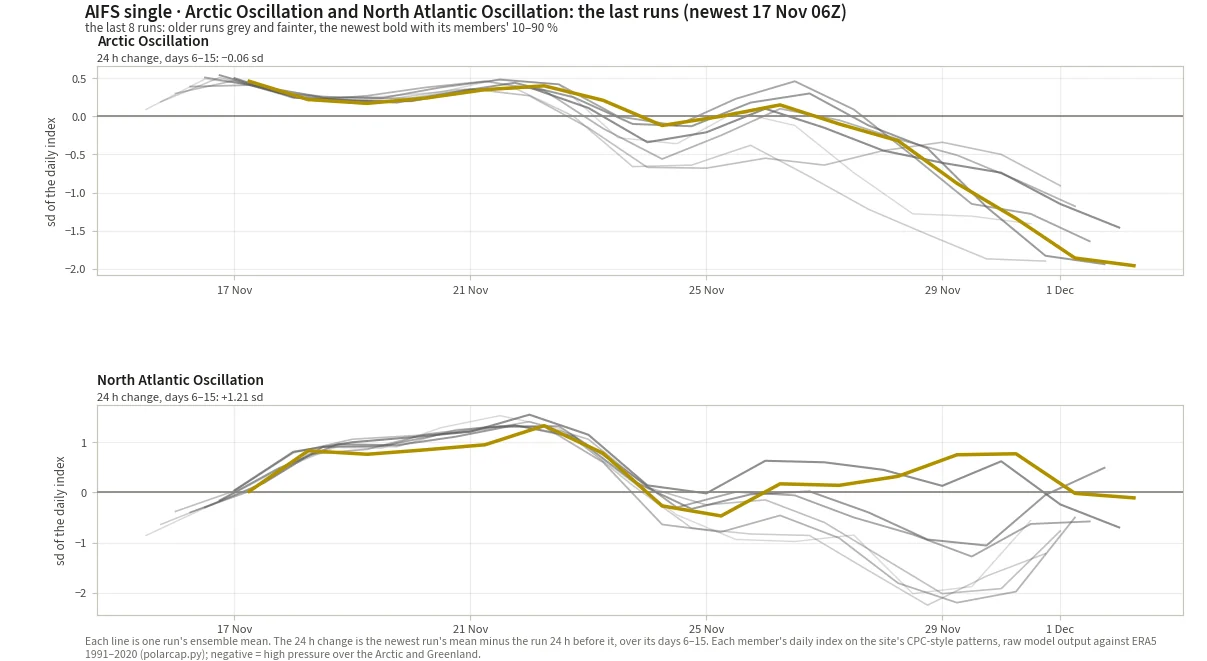 AIFS single · Arctic Oscillation and North Atlantic Oscillation: the last runs (newest 17 Nov 06Z)
the last 8 runs: older runs grey and fainter, the newest bold with its members' 10–90 %
Arctic Oscillation
24 h change, days 6–15: −0.06 sd
sd of the daily index
0.5
0.0
−0.5
−1.0
−1.5
−2.0
17 Nov
21 Nov
25 Nov
29 Nov
1 Dec
North Atlantic Oscillation
24 h change, days 6–15: +1.21 sd
sd of the daily index
1
0
−1
−2
17 Nov
21 Nov
25 Nov
29 Nov
1 Dec
Each line is one run's ensemble mean. The 24 h change is the newest run's mean minus the run 24 h before it, over its days 6–15. Each member's daily index on the site's CPC-style patterns, raw model output against ERA5
1991–2020 (polarcap.py); negative = high pressure over the Arctic and Greenland.